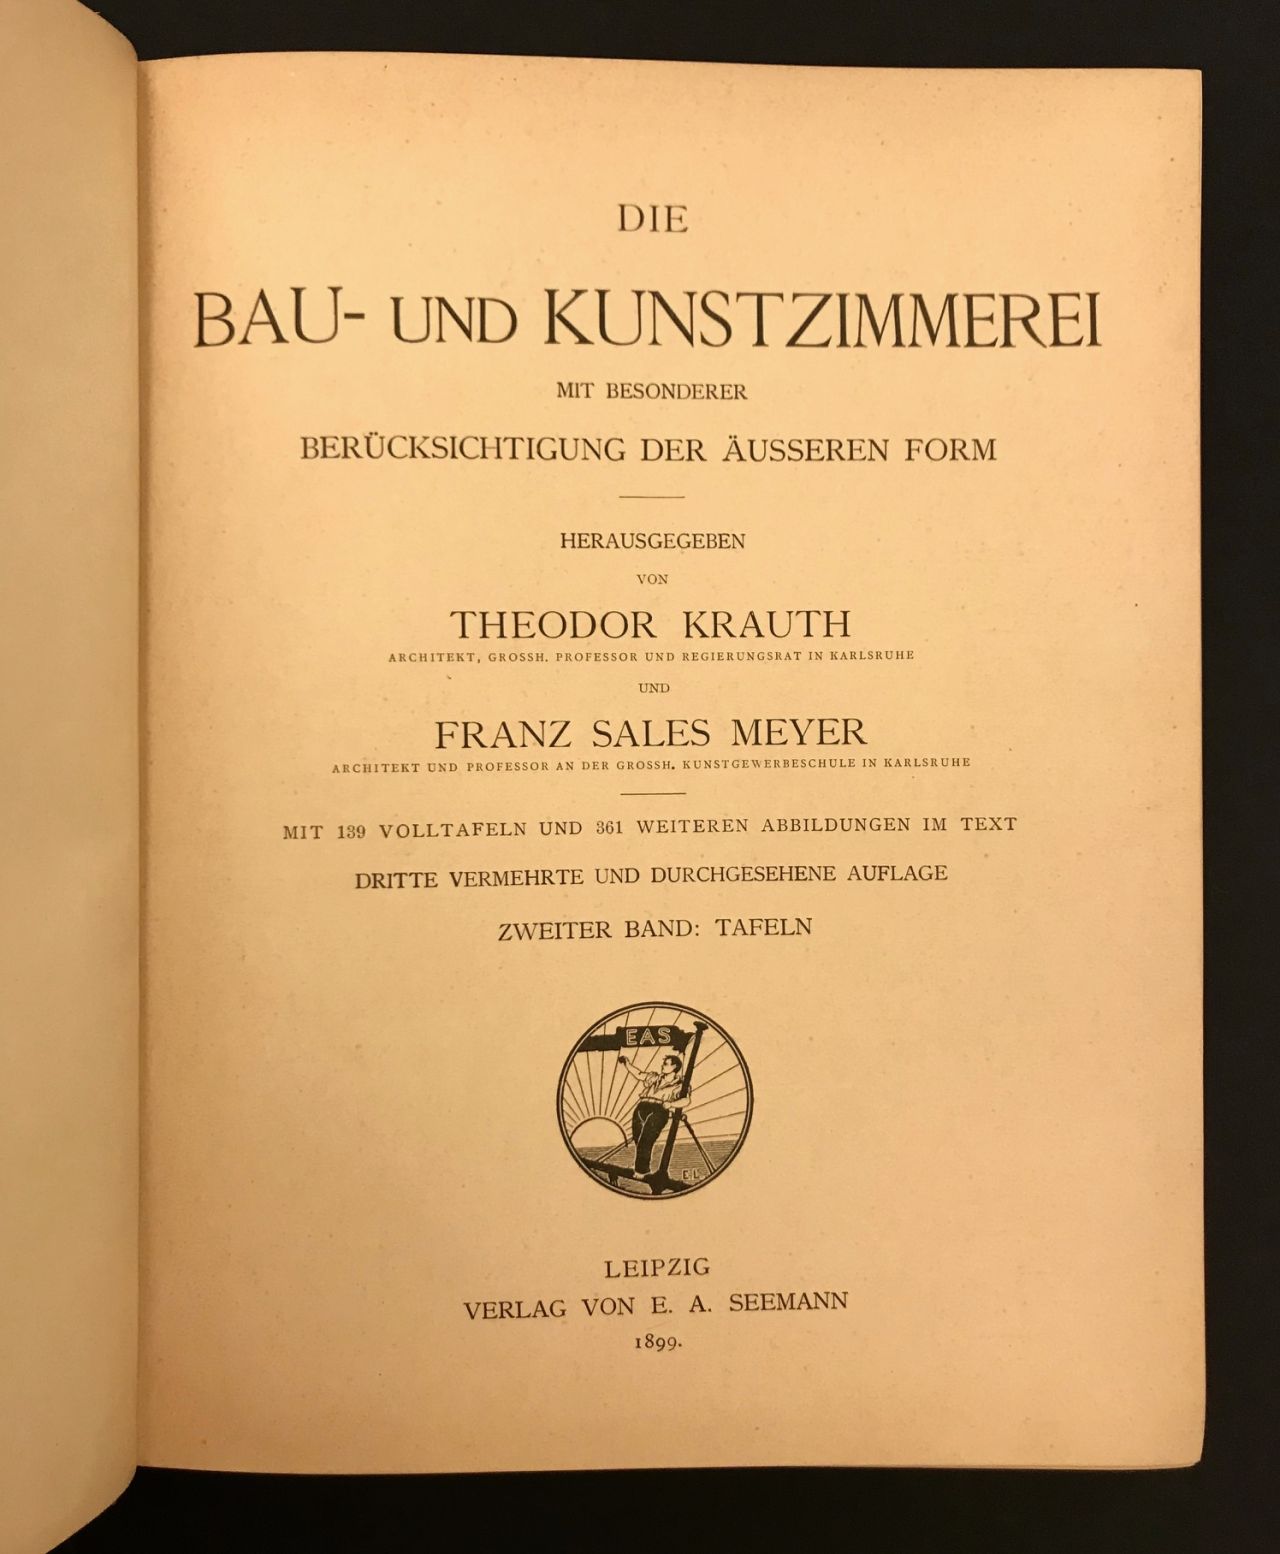 DIE
BAU- UND KUNSTZIMMEREI
MIT BESONDERER
BERÜCKSICHTIGUNG DER ÄUSSEREN FORM
HERAUSGEGEBEN
VON
THEODOR KRAUTH
ARCHITEKT, GROSSH. PROFESSOR UND REGIERUNGSRAT IN KARLSRUHE
UND
FRANZ SALES MEYER
ARCHITEKT UND PROFESSOR AN DER GROSSH. KUNSTGEWERBESCHULE IN KARLSRUHE
MIT 139 VOLLTAFELN UND 361 WEITEREN ABBILDUNGEN IM TEXT
DRITTE VERMEHRTE UND DURCHGESEHENE AUFLAGE
ZWEITER BAND: TAFELN
EAS
E L
LEIPZIG
VERLAG VON E. A. SEEMANN
1899.